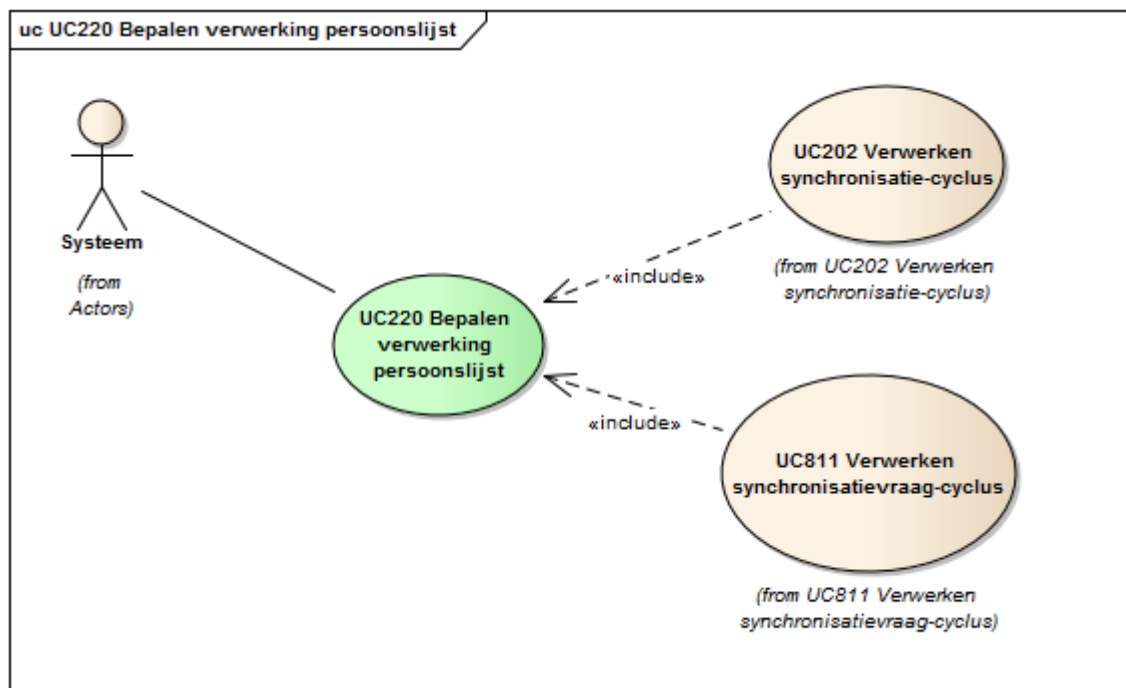 uc UC220 Bepalen verwerking persoonslijst
Systeem
(from
Actors)
UC220 Bepalen
verwerking
persoonslijst
«include»
«include»
UC202 Verwerken
synchronisatie-cyclus
(from UC202 Verwerken
synchronisatie-cyclus)
UC811 Verwerken
synchronisatievraag-cyclus
(from UC811 Verwerken
synchronisatievraag-cyclus)